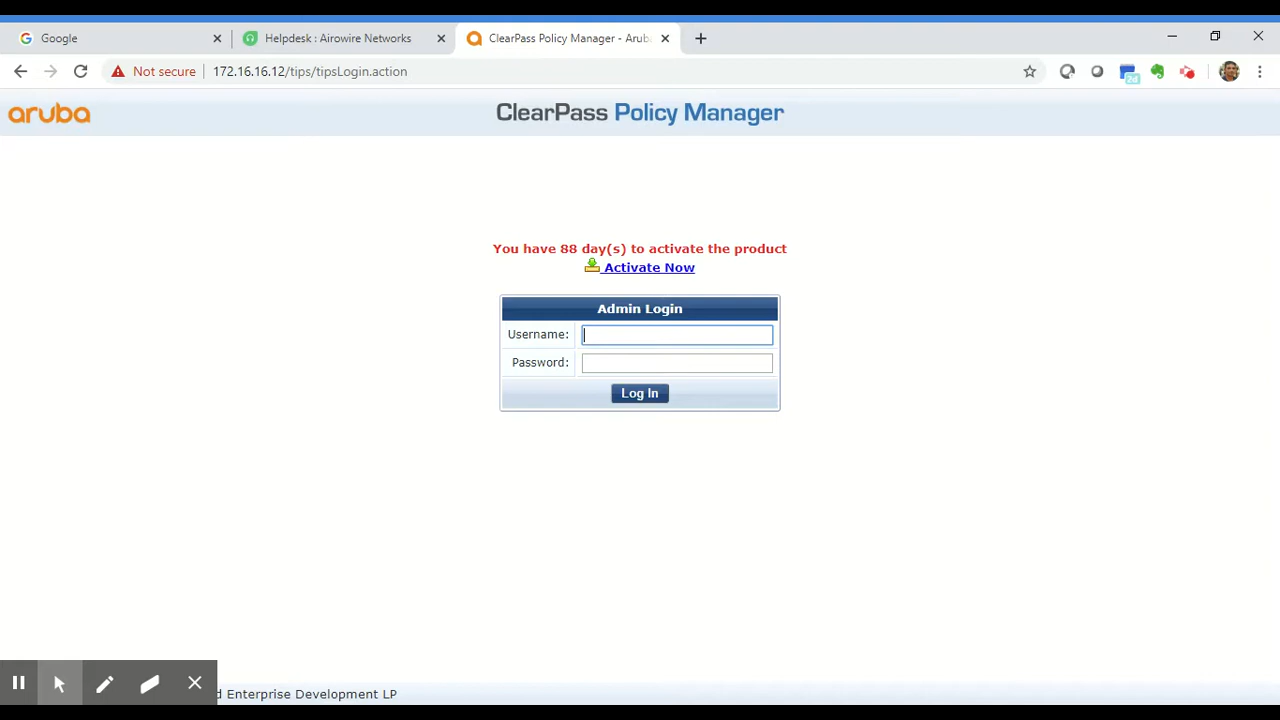 Google
Helpdesk : Airowire Networks
ClearPass Policy Manager - Arub
Not secure
172.16.16.12/tips/tipsLogin.action
aruba
ClearPass Policy Manager
You have 88 day(s) to activate the product
Activate Now
Admin Login
Username:
Password:
Log In
d Enterprise Development LP